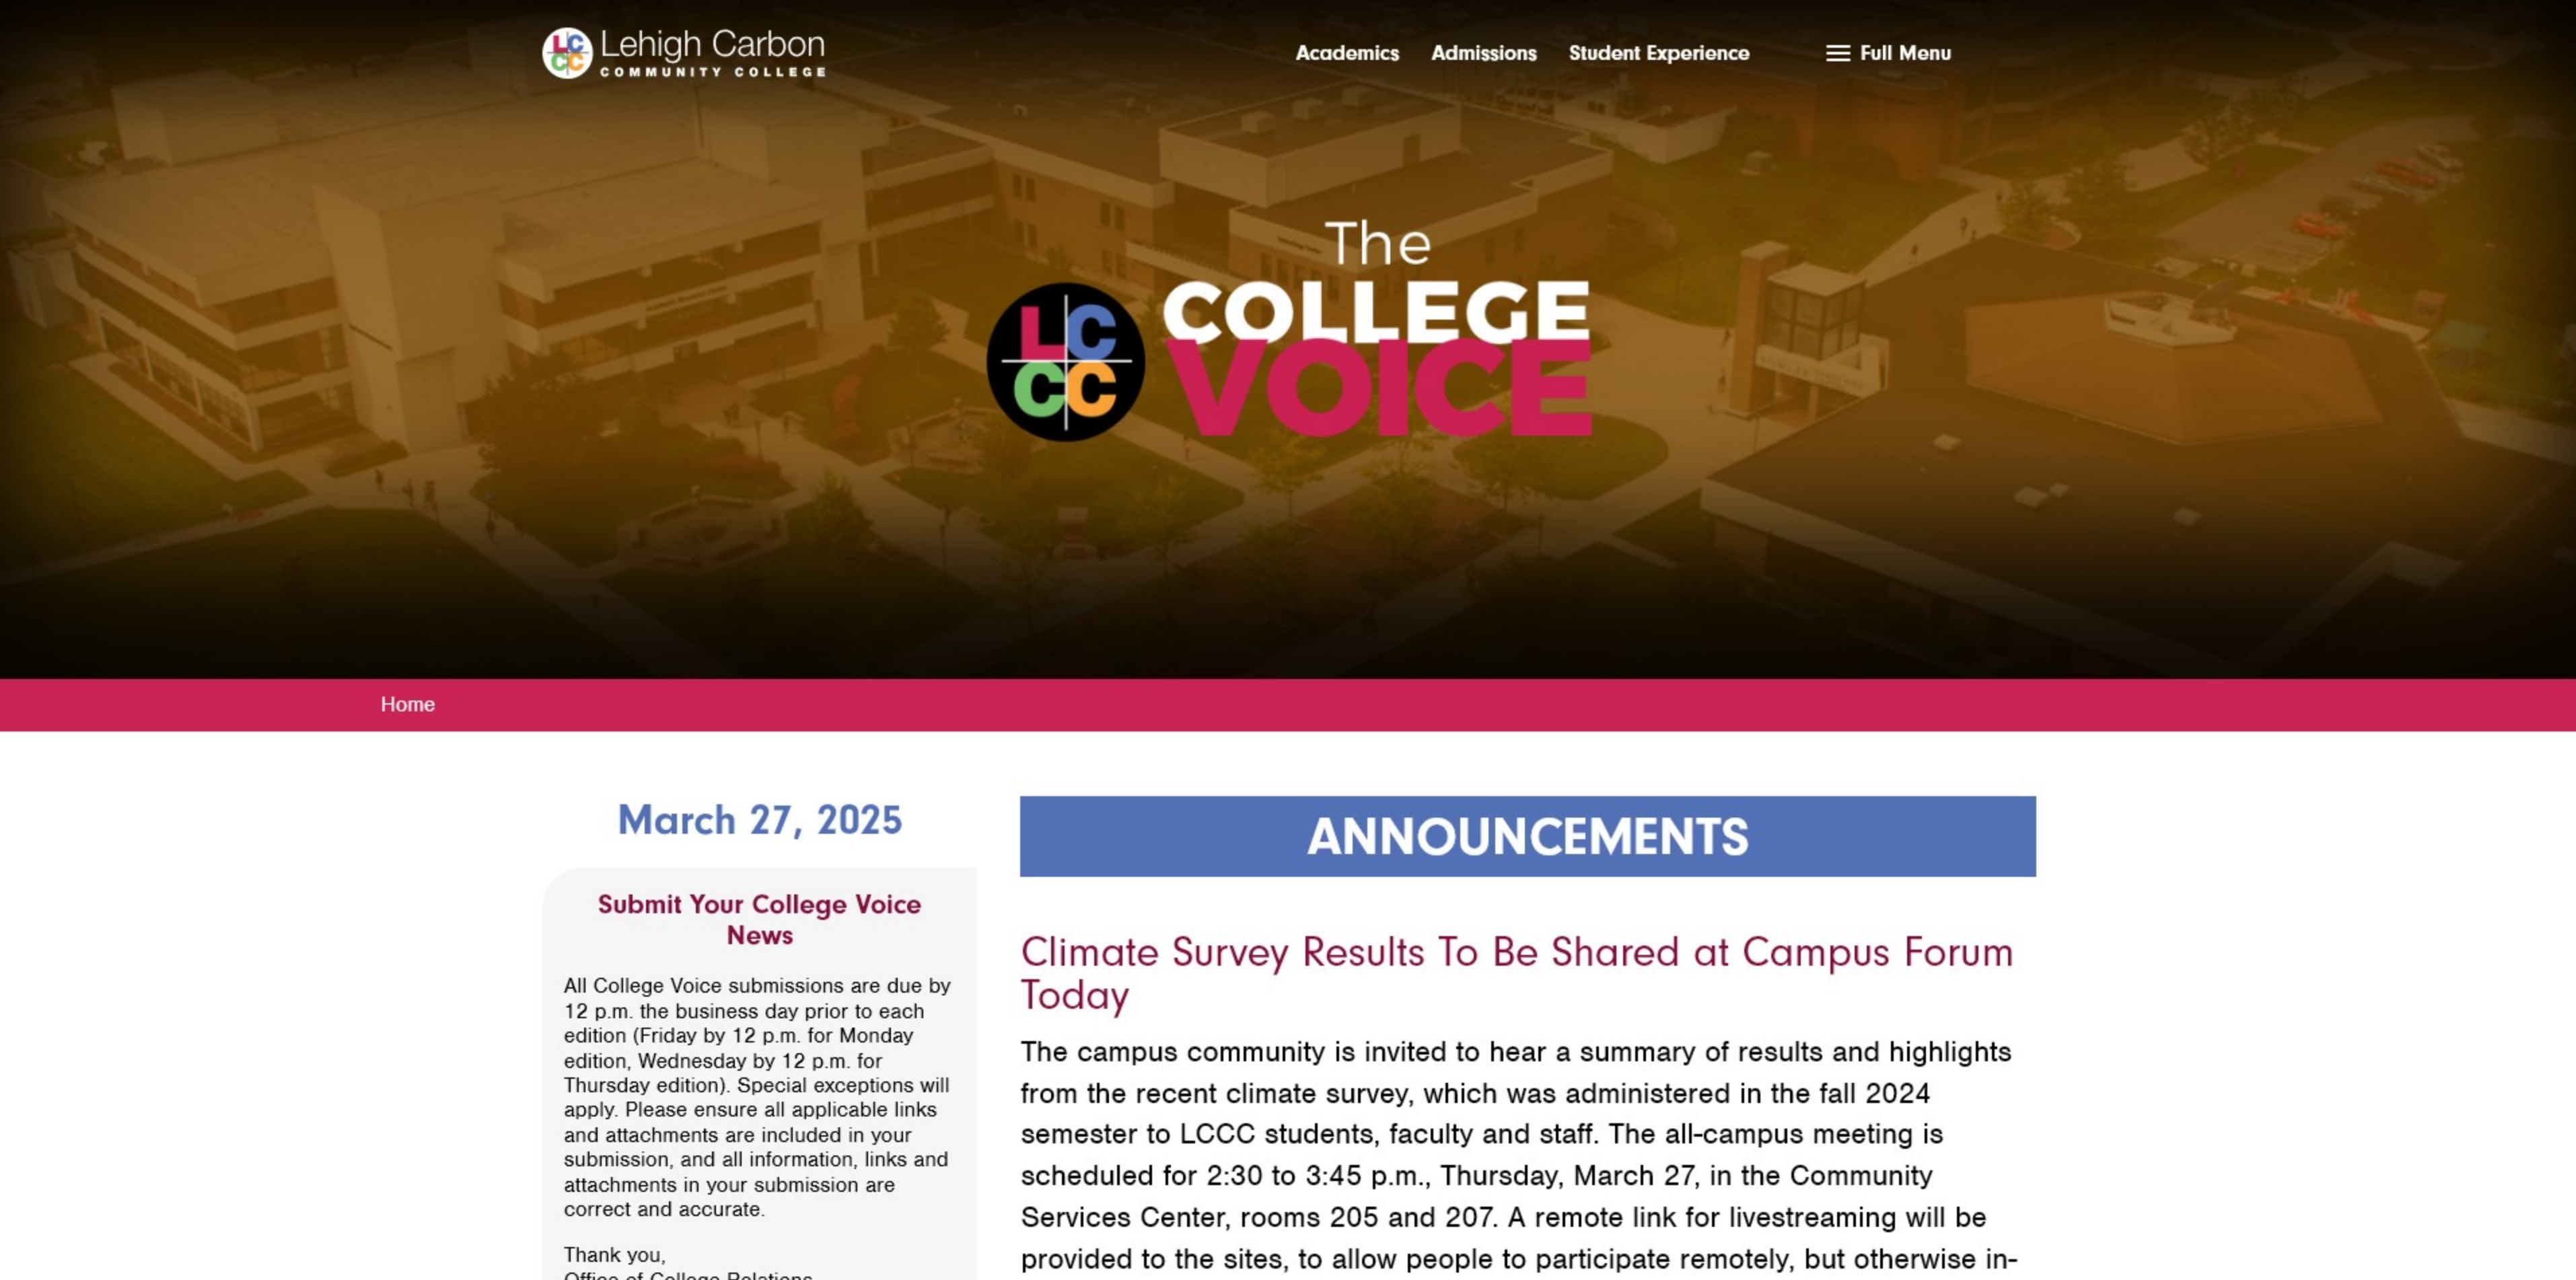 Lehigh Carbon
COMMUNITY COLLEGE
Academics
Admissions
Student Experience
Full Menu
The
COLLEGE
VOICE
LC
CC
Home
March 27, 2025
Submit Your College Voice
News
All College Voice submissions are due by
12 p.m. the business day prior to each
edition (Friday by 12 p.m. for Monday
edition, Wednesday by 12 p.m. for
Thursday edition). Special exceptions will
apply. Please ensure all applicable links
and attachments are included in your
submission, and all information, links and
attachments in your submission are
correct and accurate.
Thank you,
Office of College Relations
ANNOUNCEMENTS
Climate Survey Results To Be Shared at Campus Forum
Today
The campus community is invited to hear a summary of results and highlights
from the recent climate survey, which was administered in the fall 2024
semester to LCCC students, faculty and staff. The all-campus meeting is
scheduled for 2:30 to 3:45 p.m., Thursday, March 27, in the Community
Services Center, rooms 205 and 207. A remote link for livestreaming will be
provided to the sites, to allow people to participate remotely, but otherwise in-